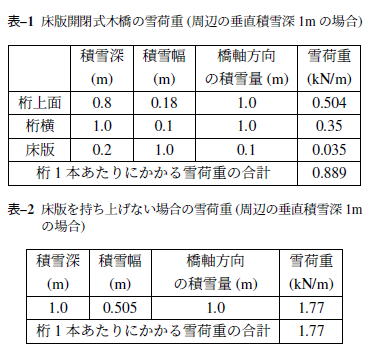 表–1 床版開閉式木橋の雪荷重 (周辺の垂直積雪深 1m の場合)
積雪深 積雪幅 橋軸方向 雪荷重
(m) (m) の積雪量 (m) (kN/m)
桁上面 0.8 0.18 1.0 0.504
桁横 1.0 0.1 1.0 0.35
床版 0.2 1.0 0.1 0.035
桁 1 本あたりにかかる雪荷重の合計 0.889
表–2 床版を持ち上げない場合の雪荷重 (周辺の垂直積雪深 1m
の場合)
積雪深 積雪幅 橋軸方向 雪荷重
(m) (m) の積雪量 (m) (kN/m)
1.0 0.505 1.0 1.77
桁 1 本あたりにかかる雪荷重の合計 1.77